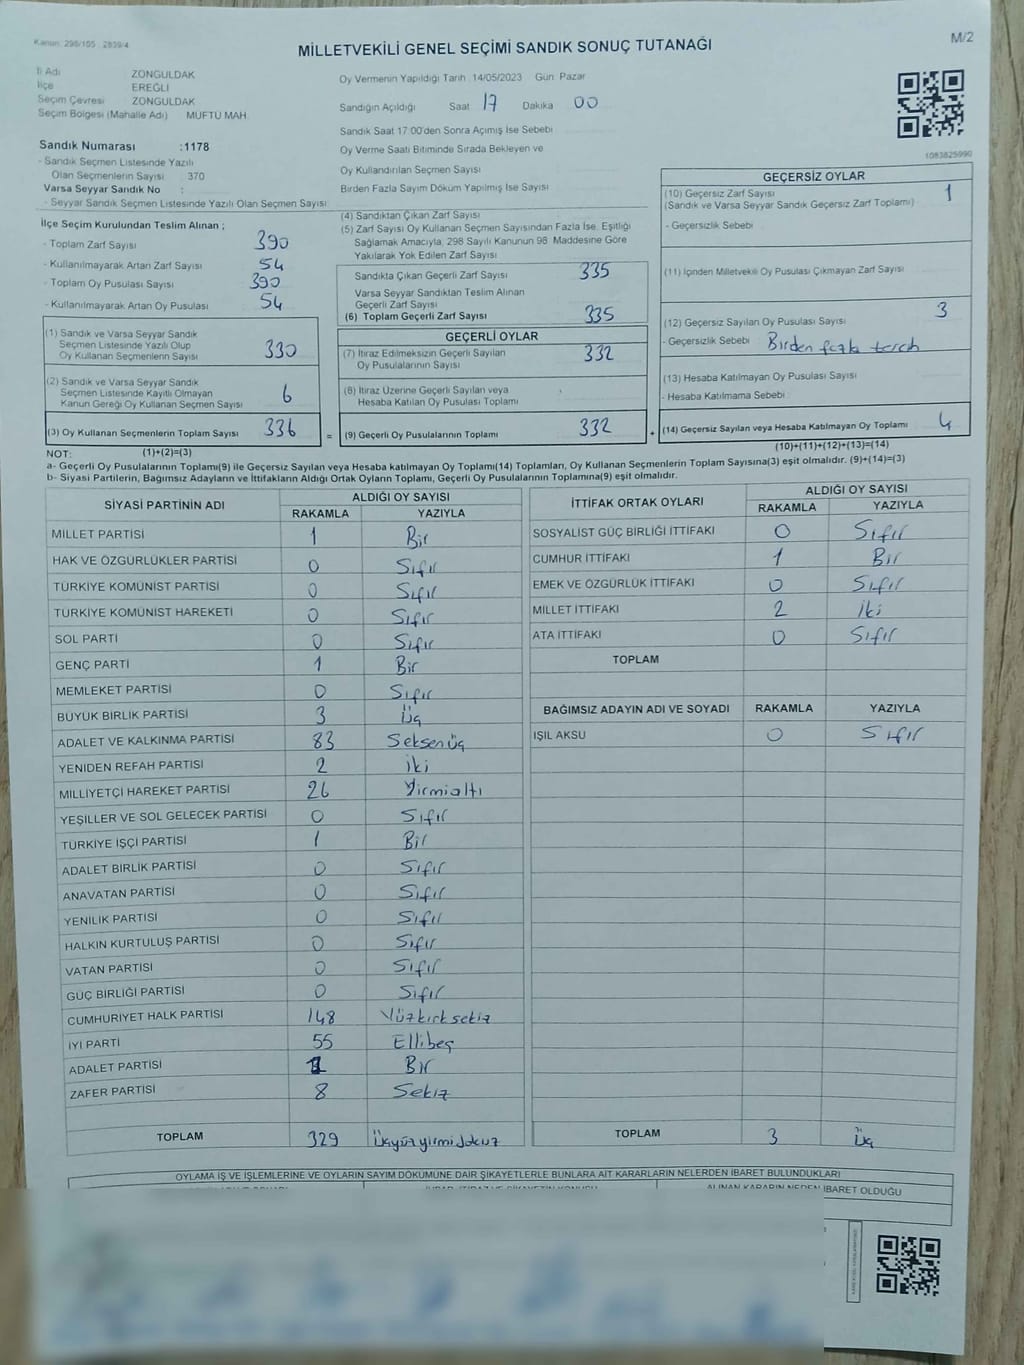 Kanun: 298/105 : 2839/4
MİLLETVEKİLİ GENEL SEÇİMİ SANDIK SONUÇ TUTANAĞI
M/2
İl Adı ZONGULDAK
İlçe EREĞLİ
Seçim Çevresi ZONGULDAK
Seçim Bölgesi (Mahalle Adı) MÜFTÜ MAH.
Sandık Numarası :1178
- Sandık Seçmen Listesinde Yazılı
Olan Seçmenlerin Sayısı 370
Varsa Seyyar Sandık No :
- Seyyar Sandık Seçmen Listesinde Yazılı Olan Seçmen Sayısı
Oy Vermenin Yapıldığı Tarih :14/05/2023 Gün: Pazar
Sandığın Açıldığı Saat 17 Dakika 00
Sandık Saat 17:00'den Sonra Açımış İse Sebebi
Oy Verme Saati Bitiminde Sırada Bekleyen ve
Oy Kullandırılan Seçmen Sayısı
Birden Fazla Sayım Döküm Yapılmış İse Sayısı
1083825990
İlçe Seçim Kurulundan Teslim Alınan ;
- Toplam Zarf Sayısı 390
- Kullanılmayarak Artan Zarf Sayısı 54
- Toplam Oy Pusulası Sayısı 390
- Kullanılmayarak Artan Oy Pusulası 54
(1) Sandık ve Varsa Seyyar Sandık
Seçmen Listesinde Yazılı Olup
Oy Kullanan Seçmenlerin Sayısı 330
(2) Sandık ve Varsa Seyyar Sandık
Seçmen Listesinde Kayıtlı Olmayan
Kanun Gereği Oy Kullanan Seçmen Sayısı 6
(3) Oy Kullanan Seçmenlerin Toplam Sayısı 336
(1)+(2)=(3)
(4) Sandıktan Çıkan Zarf Sayısı
(5) Zarf Sayısı Oy Kullanan Seçmen Sayısından Fazla İse, Eşitliği
Sağlamak Amacıyla, 298 Sayılı Kanunun 98. Maddesine Göre
Yakılarak Yok Edilen Zarf Sayısı
Sandıkta Çıkan Geçerli Zarf Sayısı 335
Varsa Seyyar Sandıktan Teslim Alınan
Geçerli Zarf Sayısı
(6) Toplam Geçerli Zarf Sayısı 335
GEÇERLİ OYLAR
(7) İtiraz Edilmeksizin Geçerli Sayılan
Oy Pusulalarının Sayısı 332
(8) İtiraz Üzerine Geçerli Sayılan veya
Hesaba Katılan Oy Pusulası Toplamı
= (9) Geçerli Oy Pusulalarının Toplamı 332 +
GEÇERSİZ OYLAR
(10) Geçersiz Zarf Sayısı 1
(Sandık ve Varsa Seyyar Sandık Geçersiz Zarf Toplamı)
- Geçersizlik Sebebi
(11) İçinden Milletvekili Oy Pusulası Çıkmayan Zarf Sayısı
(12) Geçersiz Sayılan Oy Pusulası Sayısı 3
- Geçersizlik Sebebi Birden fazla tercih
(13) Hesaba Katılmayan Oy Pusulası Sayısı
- Hesaba Katılmama Sebebi
(14) Geçersiz Sayılan veya Hesaba Katılmayan Oy Toplamı 4
(10)+(11)+(12)+(13)=(14)
NOT:
a- Geçerli Oy Pusulalarının Toplamı(9) ile Geçersiz Sayılan veya Hesaba katılmayan Oy Toplamı(14) Toplamları, Oy Kullanan Seçmenlerin Toplam Sayısına(3) eşit olmalıdır. (9)+(14)=(3)
b- Siyasi Partilerin, Bağımsız Adayların ve İttifakların Aldığı Ortak Oyların Toplamı, Geçerli Oy Pusulalarının Toplamına(9) eşit olmalıdır.
SİYASİ PARTİNİN ADI ALDIĞI OY SAYISI
RAKAMLA YAZIYLA
MİLLET PARTİSİ 1 Bir
HAK VE ÖZGÜRLÜKLER PARTİSİ 0 Sıfır
TÜRKİYE KOMÜNİST PARTİSİ 0 Sıfır
TÜRKİYE KOMÜNİST HAREKETİ 0 Sıfır
SOL PARTİ 0 Sıfır
GENÇ PARTİ 1 Bir
MEMLEKET PARTİSİ 0 Sıfır
BÜYÜK BİRLİK PARTİSİ 3 Üç
ADALET VE KALKINMA PARTİSİ 83 Seksenüç
YENİDEN REFAH PARTİSİ 2 İki
MİLLİYETÇİ HAREKET PARTİSİ 26 Yirmialtı
YEŞİLLER VE SOL GELECEK PARTİSİ 0 Sıfır
TÜRKİYE İŞÇİ PARTİSİ 1 Bir
ADALET BİRLİK PARTİSİ 0 Sıfır
ANAVATAN PARTİSİ 0 Sıfır
YENİLİK PARTİSİ 0 Sıfır
HALKIN KURTULUŞ PARTİSİ 0 Sıfır
VATAN PARTİSİ 0 Sıfır
GÜÇ BİRLİĞİ PARTİSİ 0 Sıfır
CUMHURİYET HALK PARTİSİ 148 Yüzkırksekiz
İYİ PARTİ 55 Ellibeş
ADALET PARTİSİ 1 Bir
ZAFER PARTİSİ 8 Sekiz
TOPLAM 329 Üçyüzyirmidokuz
İTTİFAK ORTAK OYLARI ALDIĞI OY SAYISI
RAKAMLA YAZIYLA
SOSYALİST GÜÇ BİRLİĞİ İTTİFAKI 0 Sıfır
CUMHUR İTTİFAKI 1 Bir
EMEK VE ÖZGÜRLÜK İTTİFAKI 0 Sıfır
MİLLET İTTİFAKI 2 İki
ATA İTTİFAKI 0 Sıfır
TOPLAM
BAĞIMSIZ ADAYIN ADI VE SOYADI RAKAMLA YAZIYLA
IŞIL AKSU 0 Sıfır
TOPLAM 3 Üç
OYLAMA İŞ VE İŞLEMLERİNE VE OYLARIN SAYIM DÖKÜMÜNE DAİR ŞİKAYETLERLE BUNLARA AİT KARARLARIN NELERDEN İBARET BULUNDUKLARI
ALINAN KARARIN NEDEN İBARET OLDUĞU